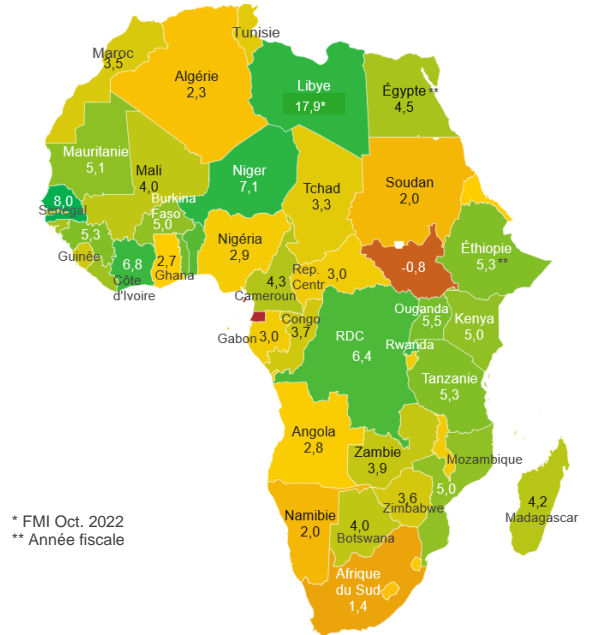 Tunisie
Maroc
3,5
Algérie
2,3
Libye
17,9*
Égypte**
4,5
Mauritanie
5,1
Mali
4,0
Niger
7,1
Tchad
3,3
Soudan
2,0
8,0
Sénégal
Burkina
Faso
5,0
5,3
Guinée
6,8
Côte
d'Ivoire
2,7
Ghana
Nigéria
2,9
4,3
Cameroun
Rep.
Centr
3,0
-0,8
Éthiopie
5,3**
Gabon
3,0
Congo
3,7
RDC
6,4
Ouganda
5,5
Kenya
5,0
Rwanda
Tanzanie
5,3
Angola
2,8
Zambie
3,9
Mozambique
5,0
3,6
Zimbabwe
Namibie
2,0
4,0
Botswana
4,2
Madagascar
Afrique
du Sud
1,4
* FMI Oct. 2022
** Année fiscale